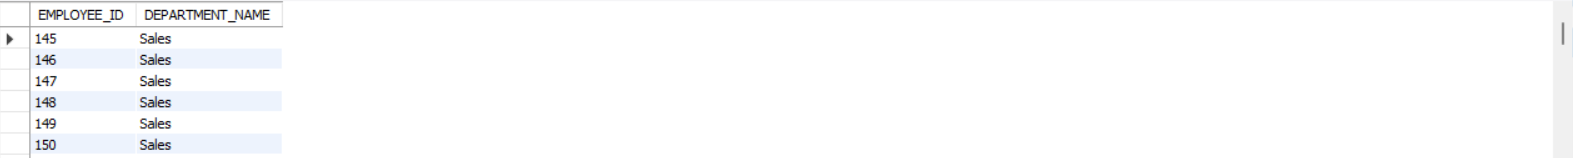 EMPLOYEE_ID DEPARTMENT_NAME
145 Sales
146 Sales
147 Sales
148 Sales
149 Sales
150 Sales